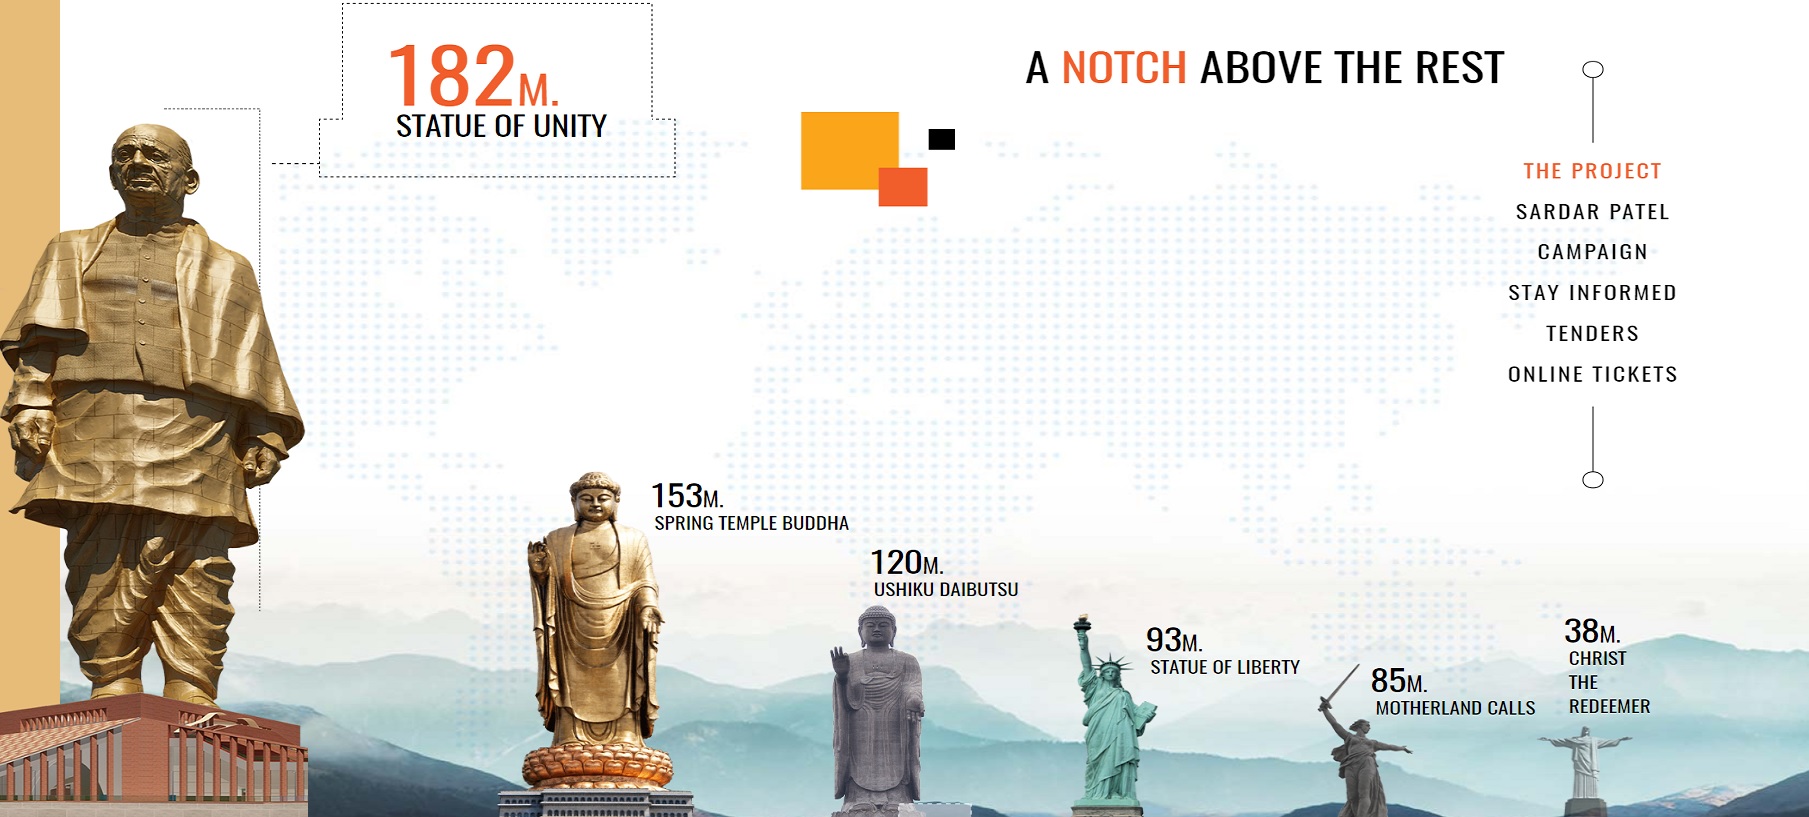 182M.
STATUE OF UNITY
A NOTCH ABOVE THE REST
THE PROJECT
SARDAR PATEL
CAMPAIGN
STAY INFORMED
TENDERS
ONLINE TICKETS
153M.
SPRING TEMPLE BUDDHA
120M.
USHIKU DAIBUTSU
93M.
STATUE OF LIBERTY
85M.
MOTHERLAND CALLS
38M.
CHRIST
THE
REDEEMER